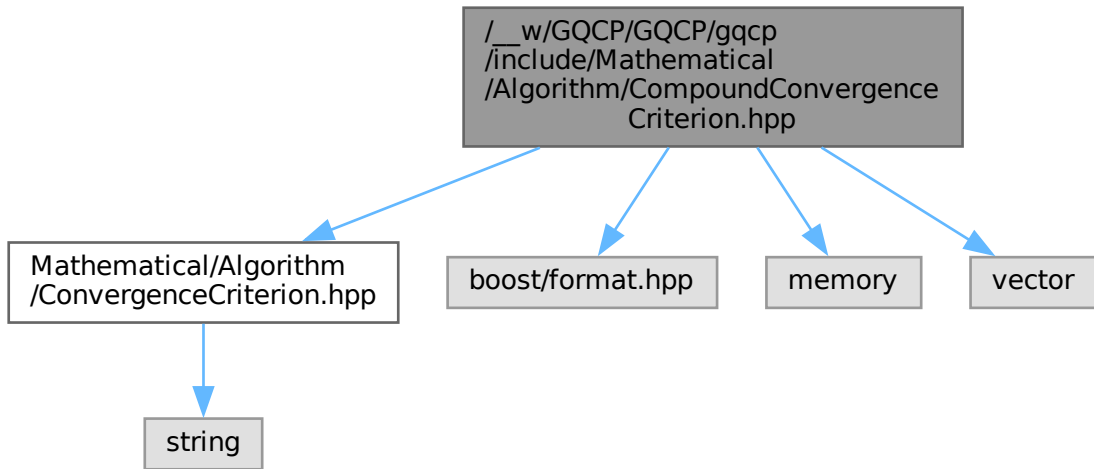 /__w/GQCP/GQCP/gqcp
/include/Mathematical
/Algorithm/CompoundConvergence
Criterion.hpp
Mathematical/Algorithm
/ConvergenceCriterion.hpp
boost/format.hpp
memory
vector
string